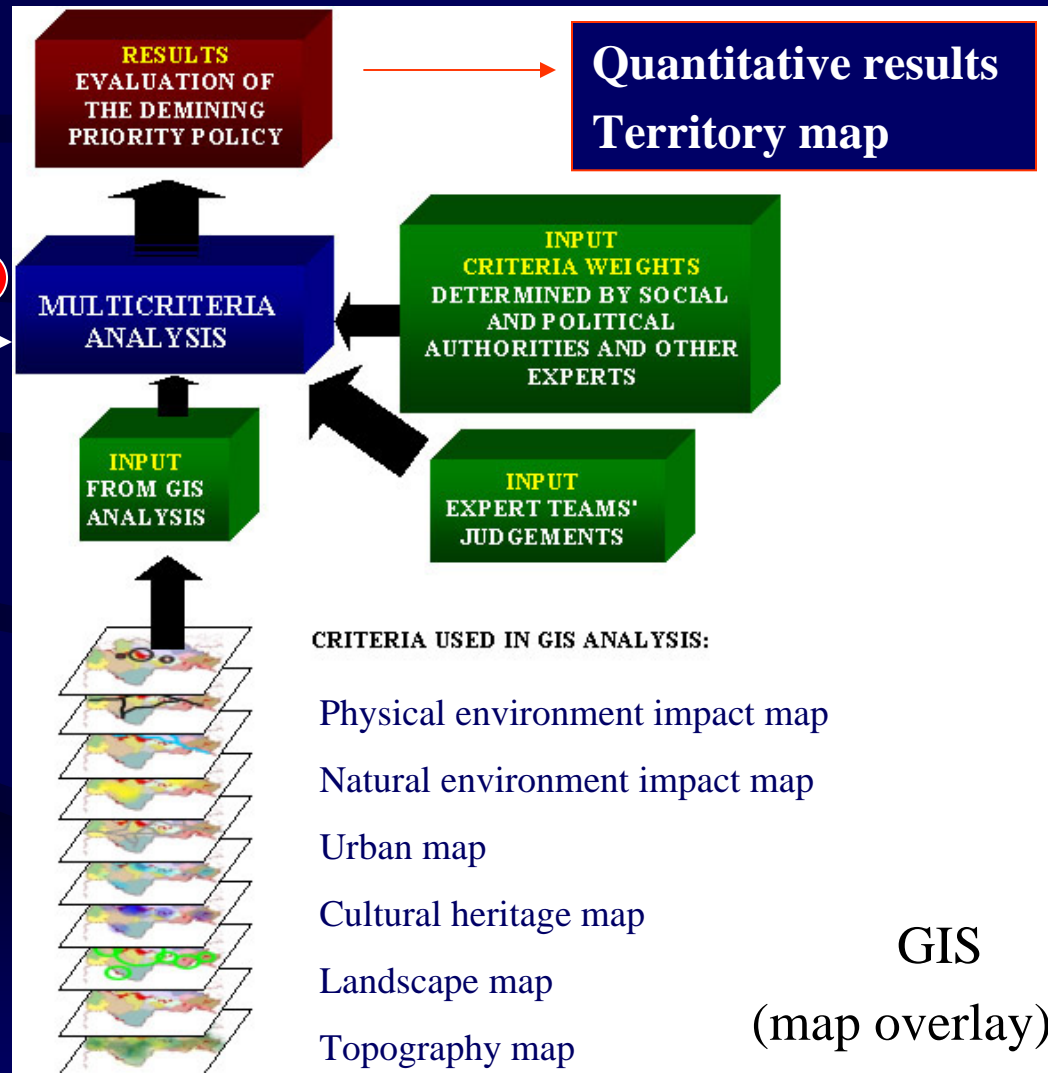 RESULTS
EVALUATION OF
THE DEMINING
PRIORITY POLICY
Quantitative results
Territory map
MULTICRITERIA
ANALYSIS
INPUT
CRITERIA WEIGHTS
DETERMINED BY SOCIAL
AND POLITICAL
AUTHORITIES AND OTHER
EXPERTS
INPUT
FROM GIS
ANALYSIS
INPUT
EXPERT TEAMS'
JUDGEMENTS
CRITERIA USED IN GIS ANALYSIS:
Physical environment impact map
Natural environment impact map
Urban map
Cultural heritage map
Landscape map
Topography map
GIS
(map overlay)